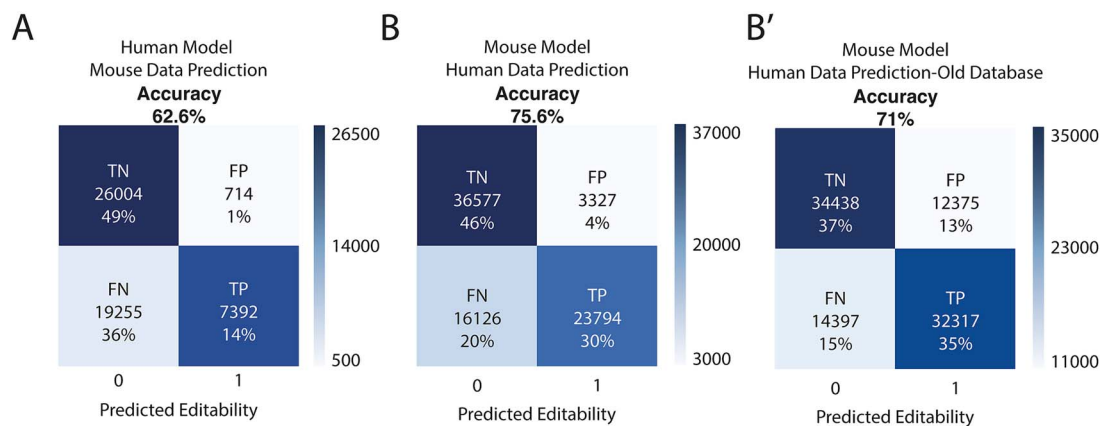 A
Human Model
Mouse Data Prediction
Accuracy
62.6%
TN
26004
49%
FP
714
1%
FN
19255
36%
TP
7392
14%
26500
14000
500
0 1
Predicted Editability
B
Mouse Model
Human Data Prediction
Accuracy
75.6%
TN
36577
46%
FP
3327
4%
FN
16126
20%
TP
23794
30%
37000
20000
3000
0 1
Predicted Editability
B′
Mouse Model
Human Data Prediction-Old Database
Accuracy
71%
TN
34438
37%
FP
12375
13%
FN
14397
15%
TP
32317
35%
35000
23000
11000
0 1
Predicted Editability